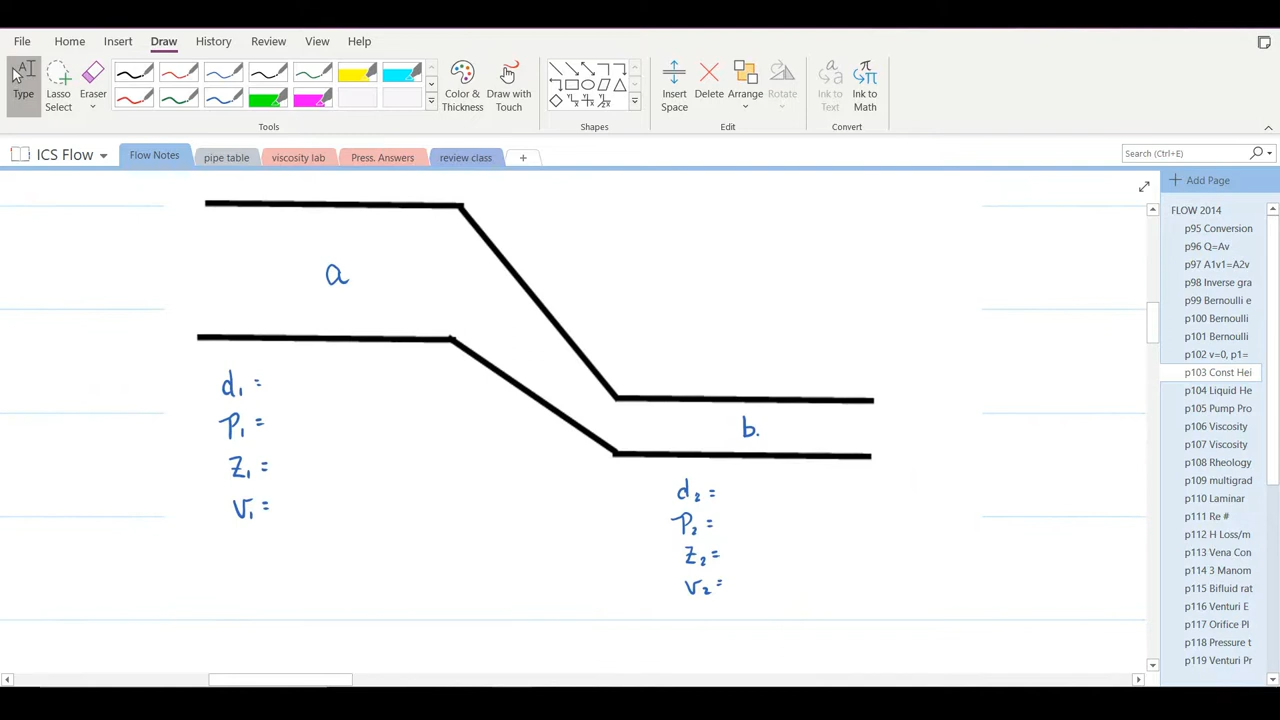 File Home Insert Draw History Review View Help
Type
Lasso Select
Eraser
Color & Thickness
Draw with Touch
Insert Space
Delete
Arrange
Rotate
Ink to Text
Ink to Math
Tools
Shapes
Edit
Convert
ICS Flow
Flow Notes
pipe table
viscosity lab
Press. Answers
review class
Search (Ctrl+E)
Add Page
FLOW 2014
p95 Conversion
p96 Q=Av
p97 A1v1=A2v
p98 Inverse gra
p99 Bernoulli e
p100 Bernoulli
p101 Bernoulli
p102 v=0, p1=
p103 Const Hei
p104 Liquid He
p105 Pump Pro
p106 Viscosity
p107 Viscosity
p108 Rheology
p109 multigrad
p110 Laminar
p111 Re #
p112 H Loss/m
p113 Vena Con
p114 3 Manom
p115 Bifluid rat
p116 Venturi E
p117 Orifice Pl
p118 Pressure t
p119 Venturi Pr
a
d₁ =
P₁ =
Z₁ =
V₁ =
b.
d₂ =
P₂ =
Z₂ =
V₂ =